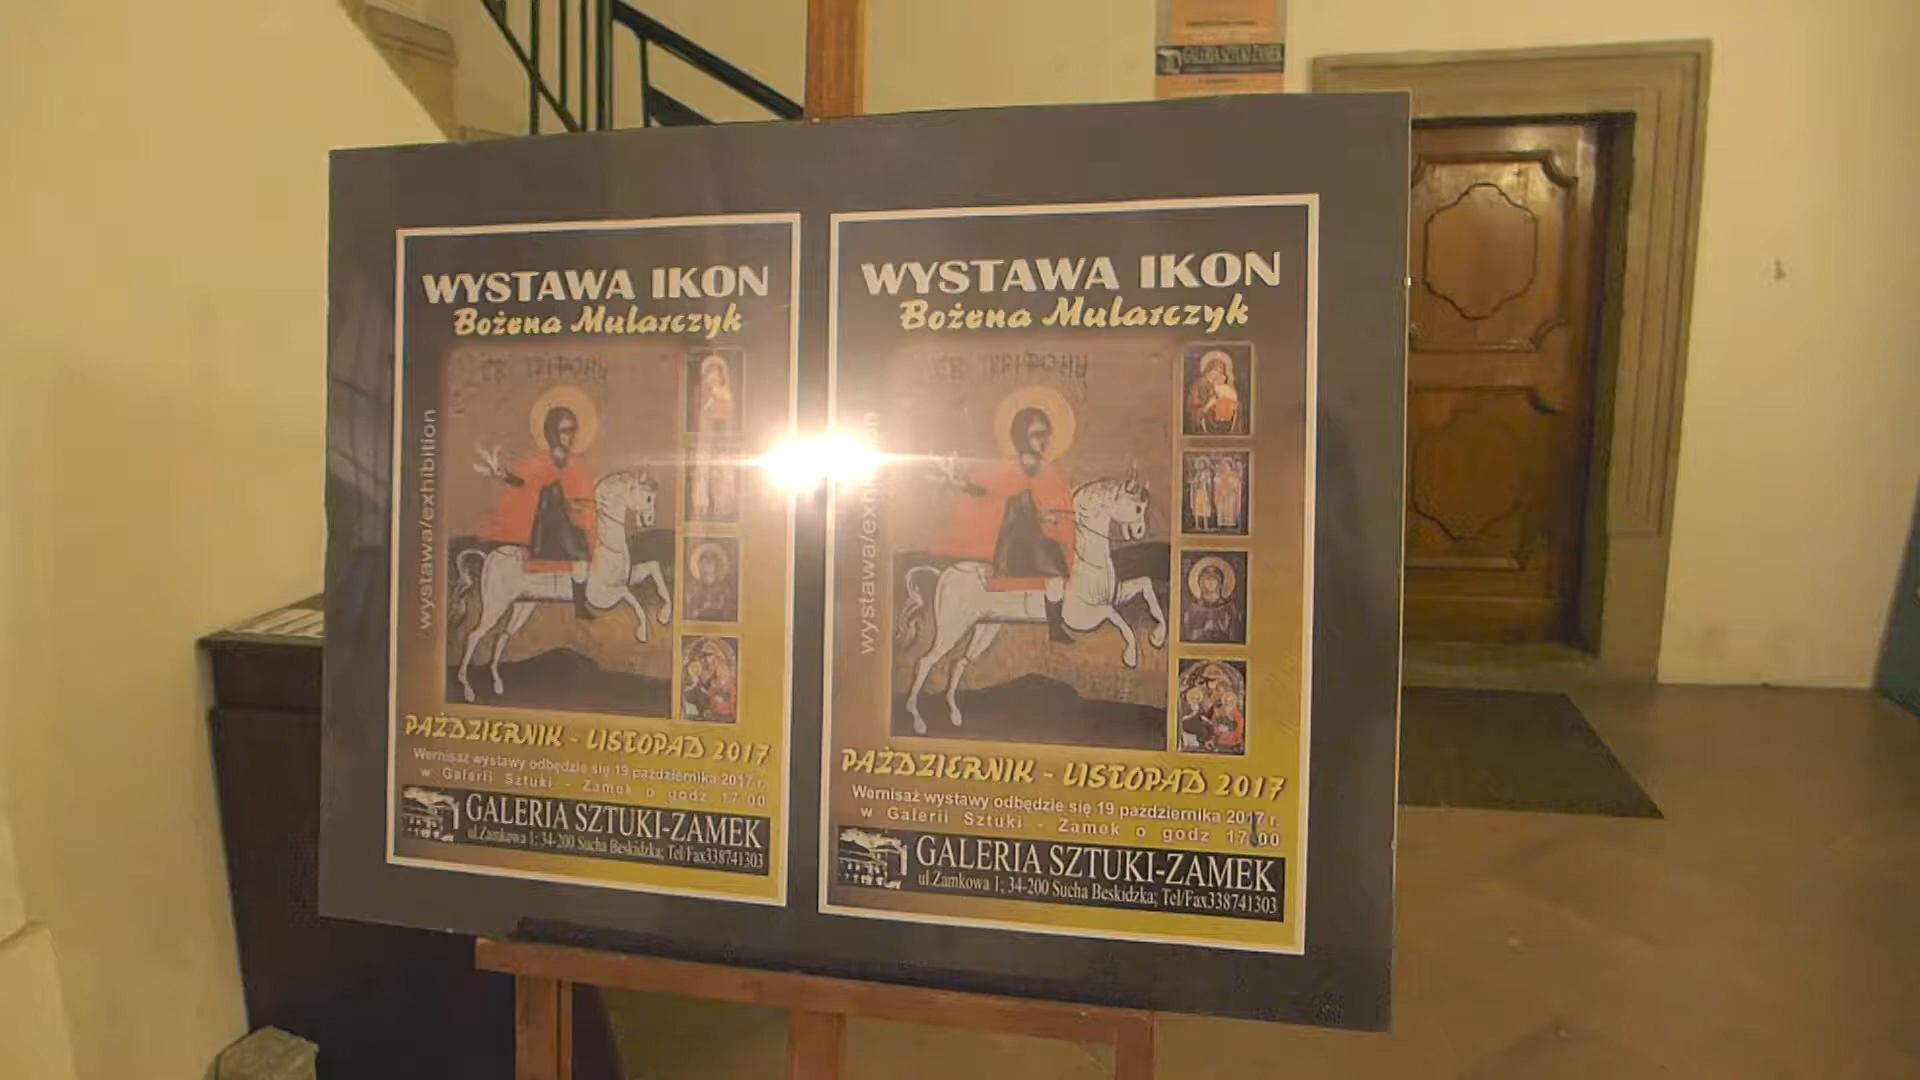 GALERIA SZTUKI-ZAMEK
WYSTAWA IKON
Bożena Mularczyk
wystawa/exhibition
PAŹDZIERNIK - LISTOPAD 2017
Wernisaż wystawy odbędzie się 19 października 2017 r.
w Galerii Sztuki - Zamek o godz 17:00
GALERIA SZTUKI-ZAMEK
ul.Zamkowa 1; 34-200 Sucha Beskidzka; Tel/Fax338741303
WYSTAWA IKON
Bożena Mularczyk
wystawa/exhibition
PAŹDZIERNIK - LISTOPAD 2017
Wernisaż wystawy odbędzie się 19 października 2017 r.
w Galerii Sztuki - Zamek o godz 17:00
GALERIA SZTUKI-ZAMEK
ul.Zamkowa 1; 34-200 Sucha Beskidzka; Tel/Fax338741303